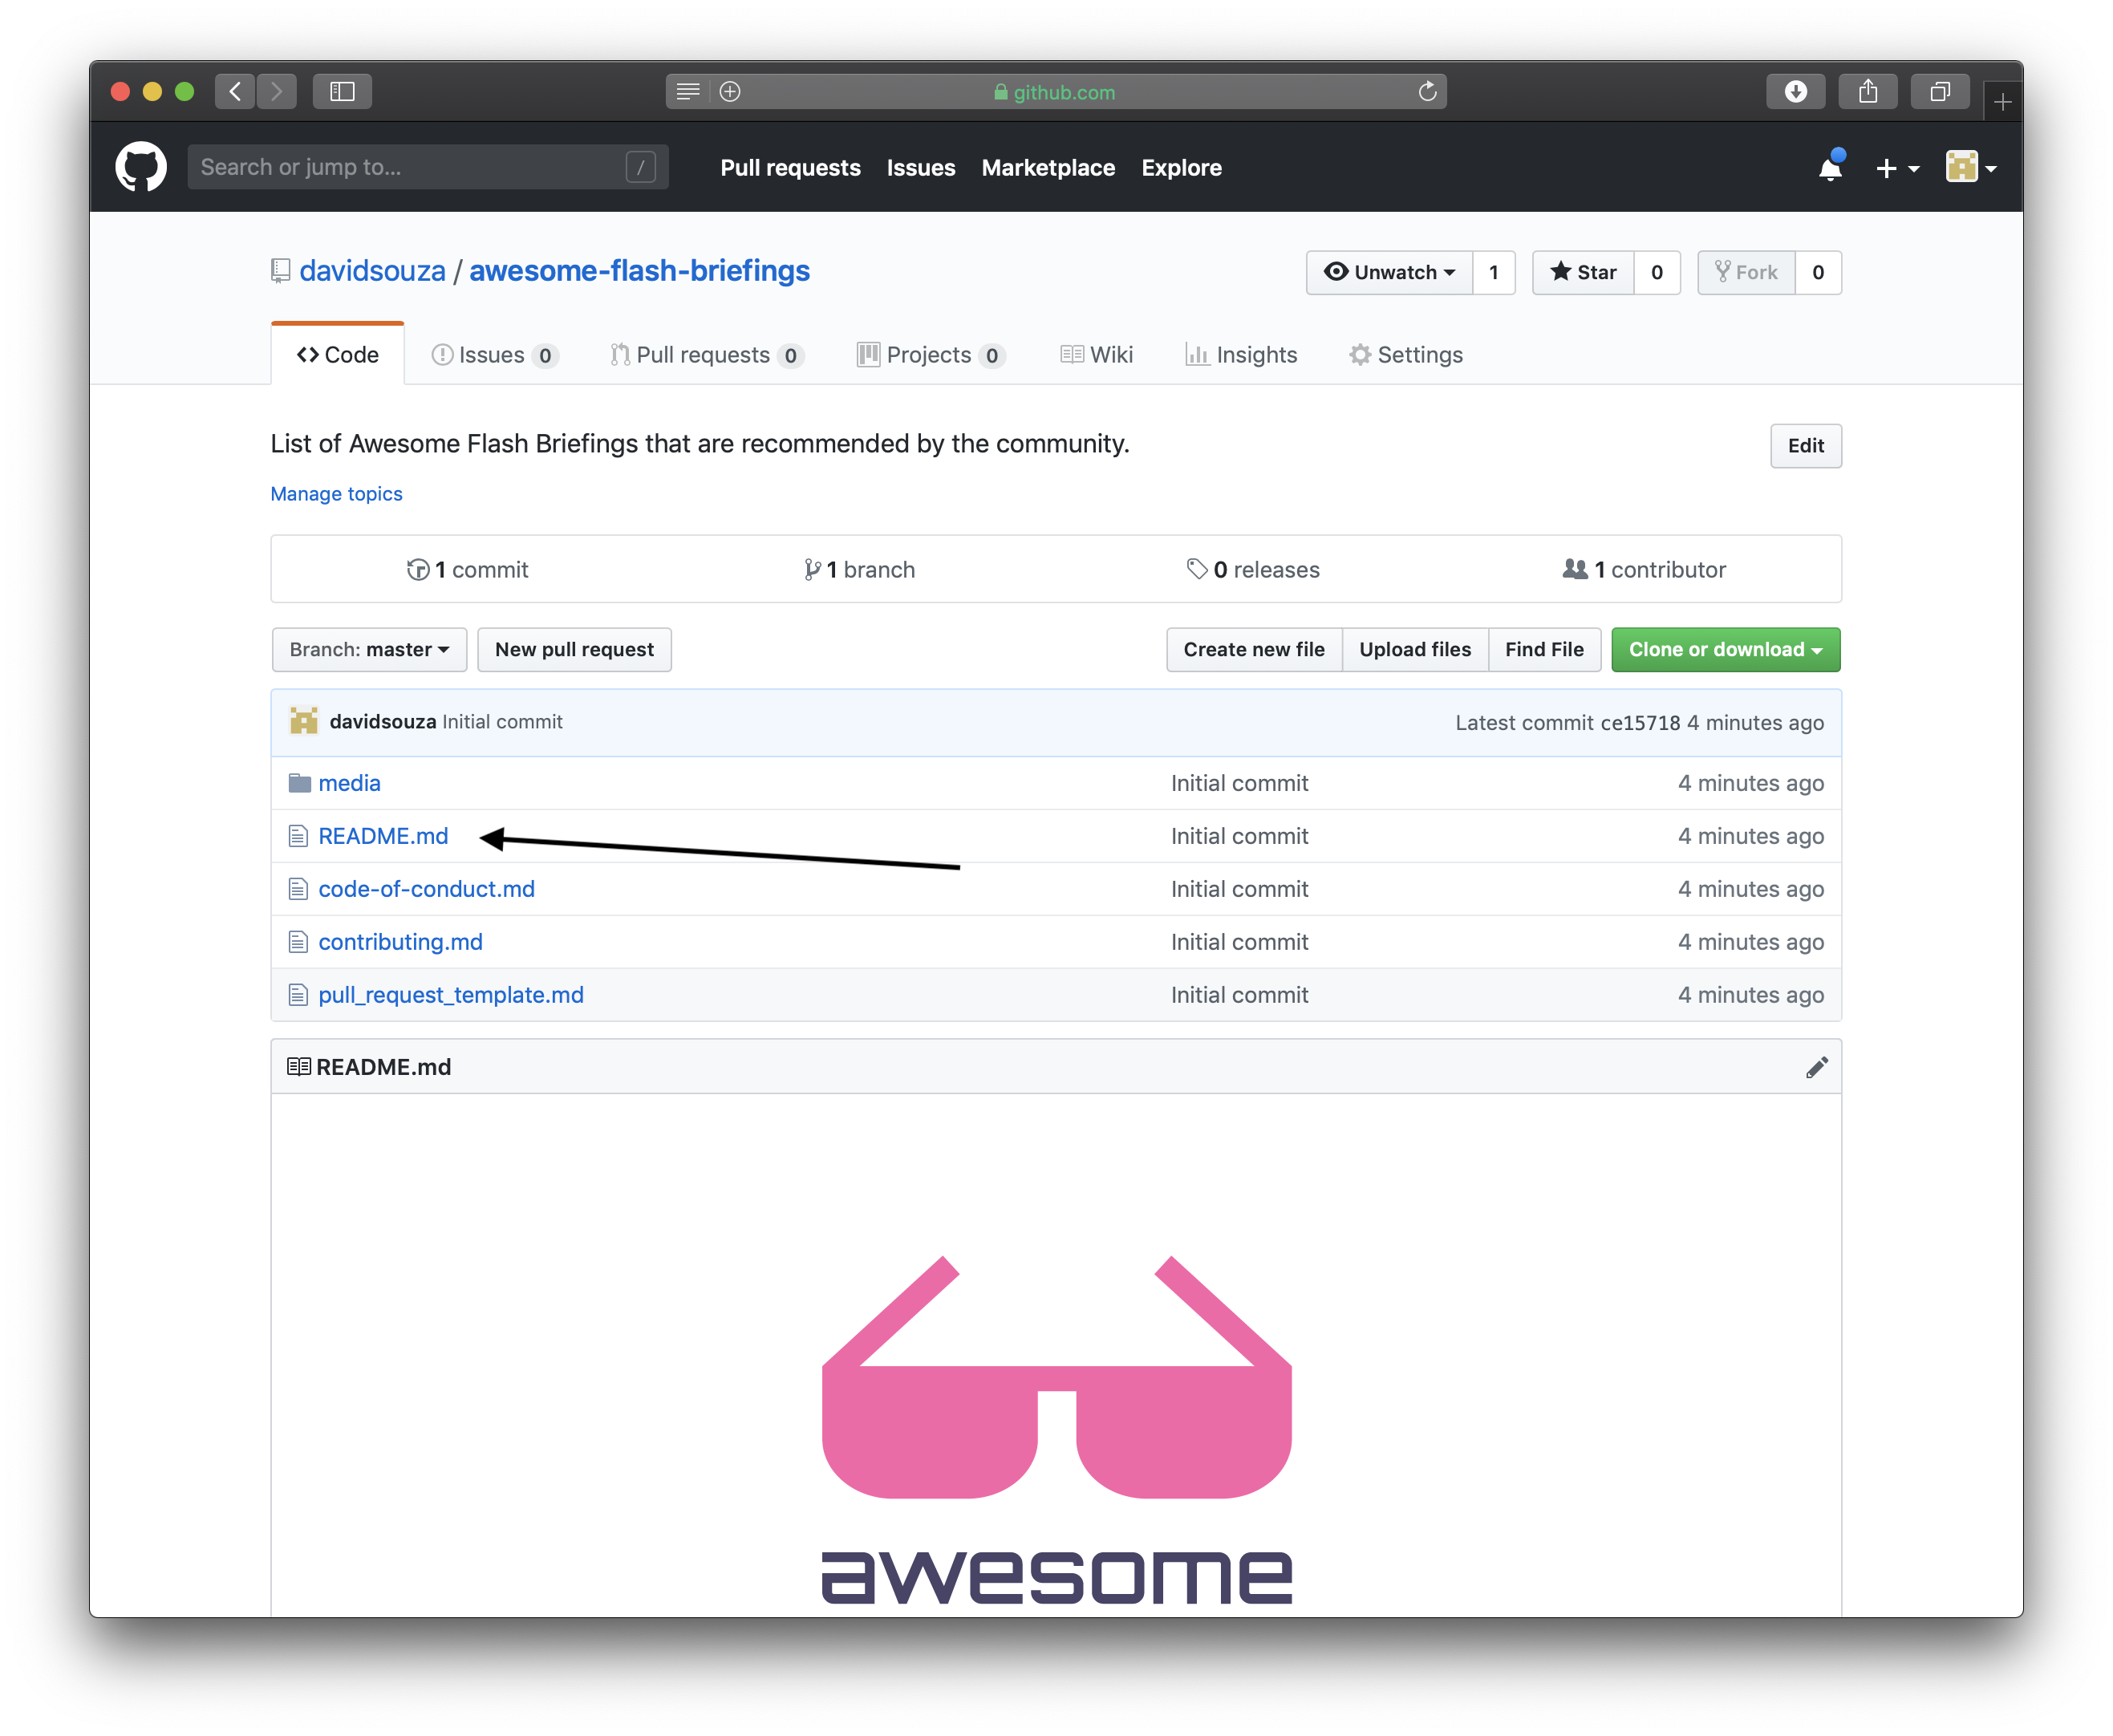 github.com
Search or jump to... /
Pull requests Issues Marketplace Explore
davidsouza / awesome-flash-briefings
Unwatch 1 Star 0 Fork 0
Code Issues 0 Pull requests 0 Projects 0 Wiki Insights Settings
List of Awesome Flash Briefings that are recommended by the community.
Edit
Manage topics
1 commit 1 branch 0 releases 1 contributor
Branch: master New pull request Create new file Upload files Find File Clone or download
davidsouza Initial commit Latest commit ce15718 4 minutes ago
media Initial commit 4 minutes ago
README.md Initial commit 4 minutes ago
code-of-conduct.md Initial commit 4 minutes ago
contributing.md Initial commit 4 minutes ago
pull_request_template.md Initial commit 4 minutes ago
README.md
awesome